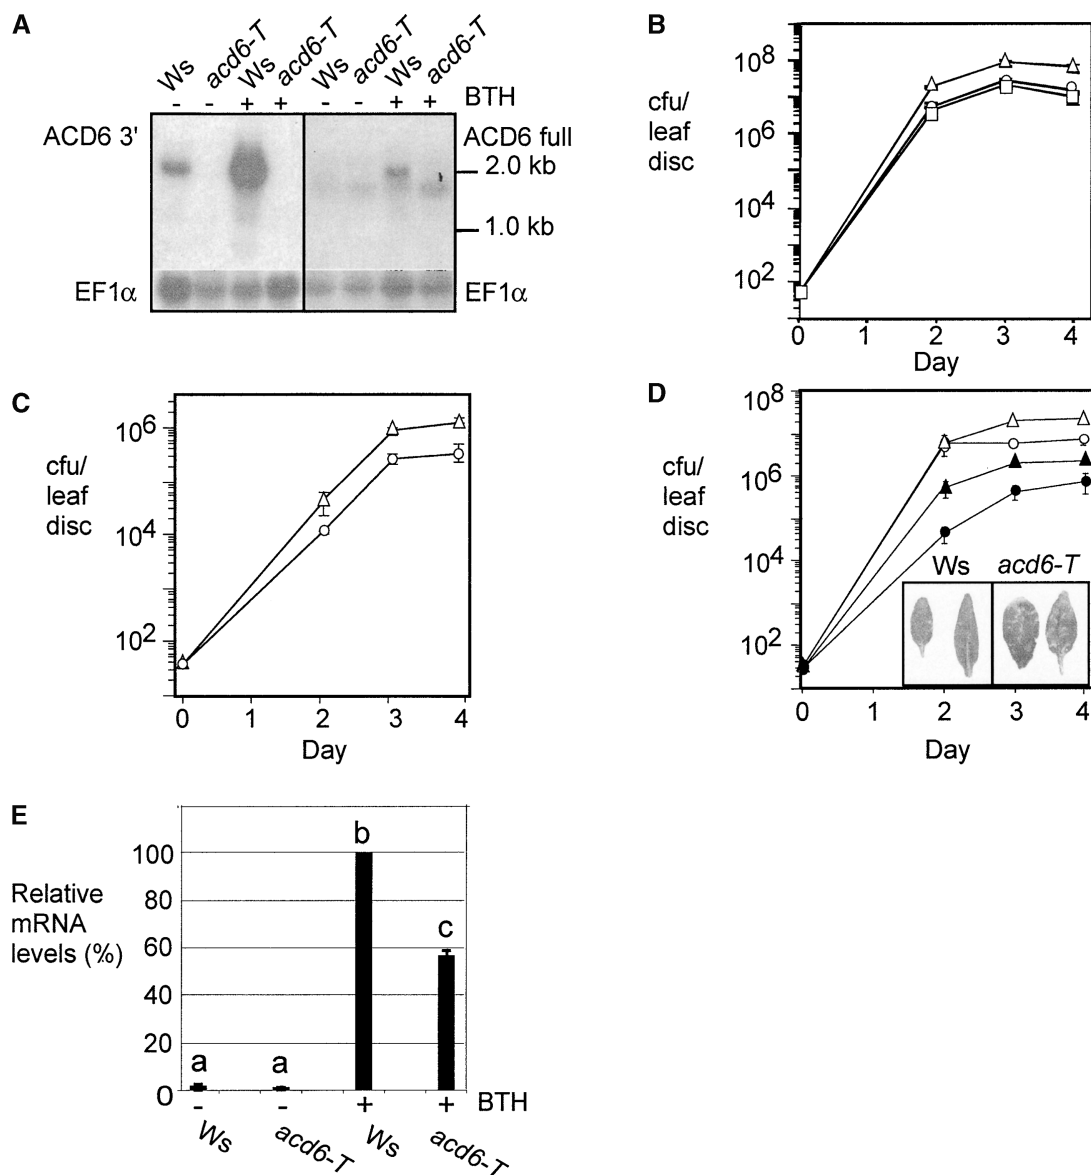 A
Ws acd6-T Ws acd6-T Ws acd6-T Ws acd6-T
- - + + - - + + BTH
ACD6 3' ACD6 full
2.0 kb
1.0 kb
EF1α EF1α
B
cfu/
leaf
disc
10^8
10^6
10^4
10^2
0 1 2 3 4
Day
C
cfu/
leaf
disc
10^6
10^4
10^2
0 1 2 3 4
Day
D
cfu/
leaf
disc
10^8
10^6
10^4
10^2
Ws acd6-T
0 1 2 3 4
Day
E
Relative
mRNA
levels (%)
100
80
60
40
20
0
a a b c
- - + + BTH
Ws acd6-T Ws acd6-T